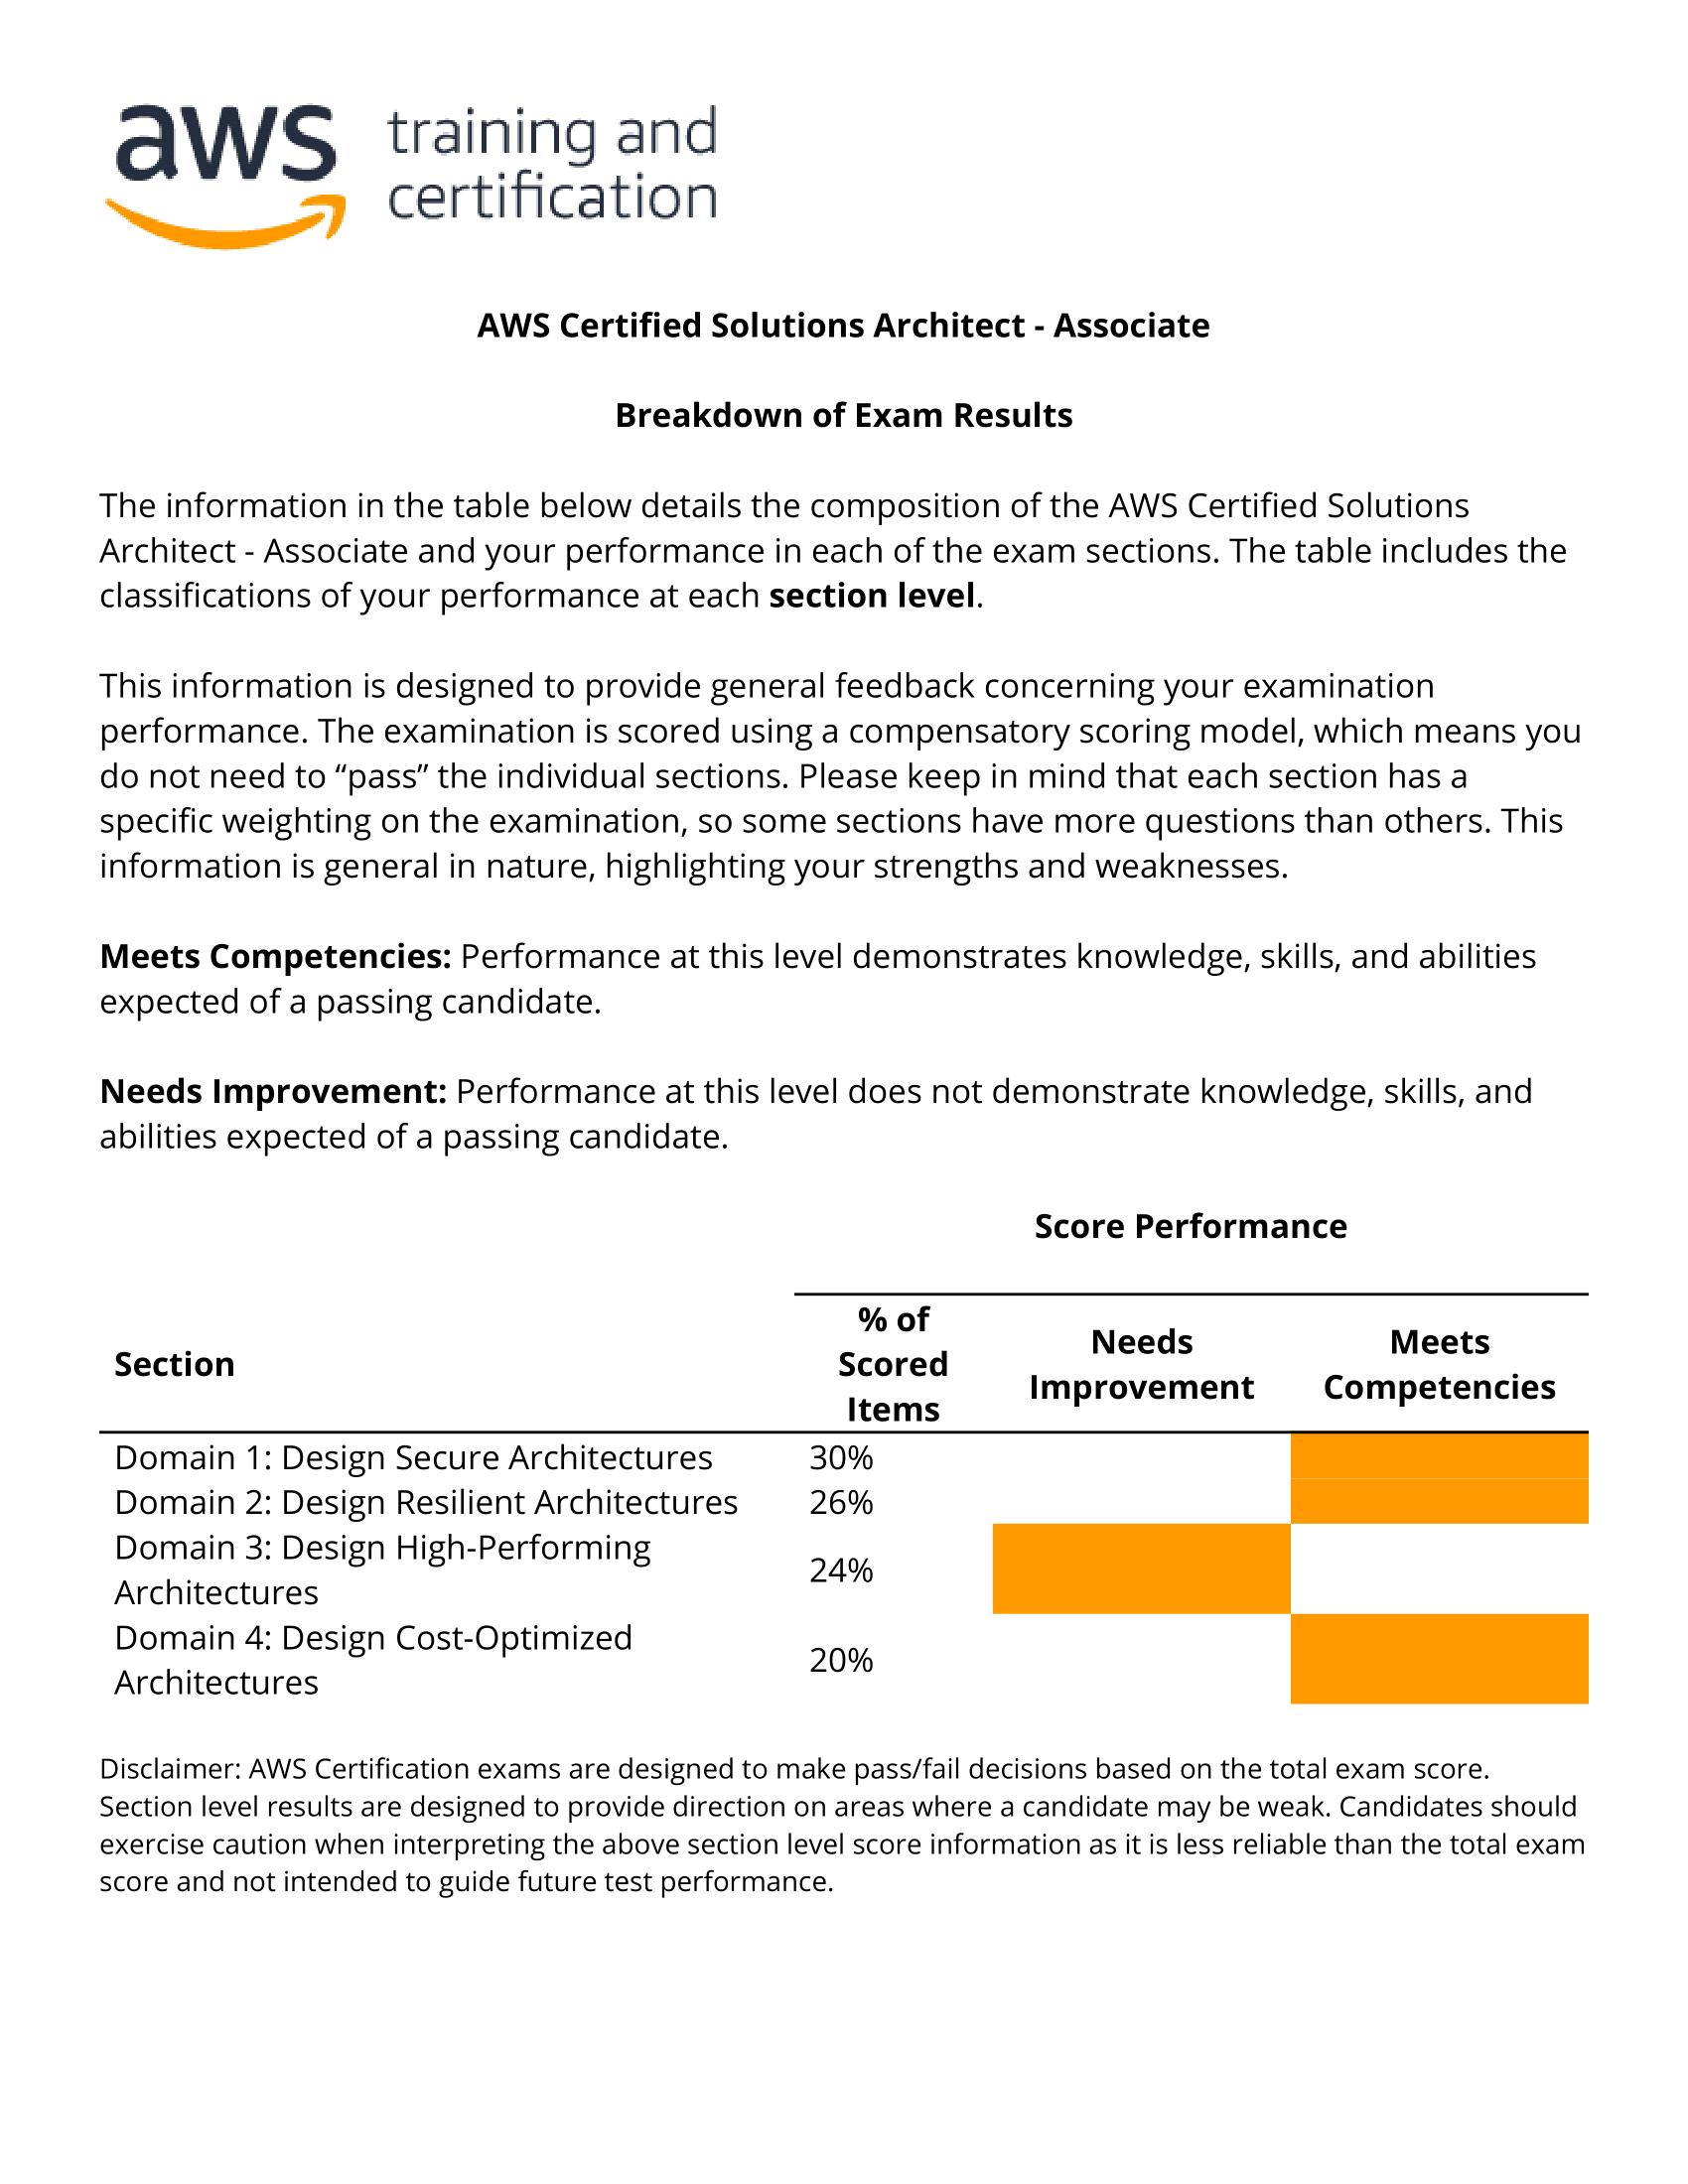 aws training and
certification
AWS Certified Solutions Architect - Associate
Breakdown of Exam Results
The information in the table below details the composition of the AWS Certified Solutions
Architect - Associate and your performance in each of the exam sections. The table includes the
classifications of your performance at each section level.
This information is designed to provide general feedback concerning your examination
performance. The examination is scored using a compensatory scoring model, which means you
do not need to “pass” the individual sections. Please keep in mind that each section has a
specific weighting on the examination, so some sections have more questions than others. This
information is general in nature, highlighting your strengths and weaknesses.
Meets Competencies: Performance at this level demonstrates knowledge, skills, and abilities
expected of a passing candidate.
Needs Improvement: Performance at this level does not demonstrate knowledge, skills, and
abilities expected of a passing candidate.
Score Performance
Section
% of
Scored
Items
Needs
Improvement
Meets
Competencies
Domain 1: Design Secure Architectures 30%
Domain 2: Design Resilient Architectures 26%
Domain 3: Design High-Performing
Architectures
24%
Domain 4: Design Cost-Optimized
Architectures
20%
Disclaimer: AWS Certification exams are designed to make pass/fail decisions based on the total exam score.
Section level results are designed to provide direction on areas where a candidate may be weak. Candidates should
exercise caution when interpreting the above section level score information as it is less reliable than the total exam
score and not intended to guide future test performance.